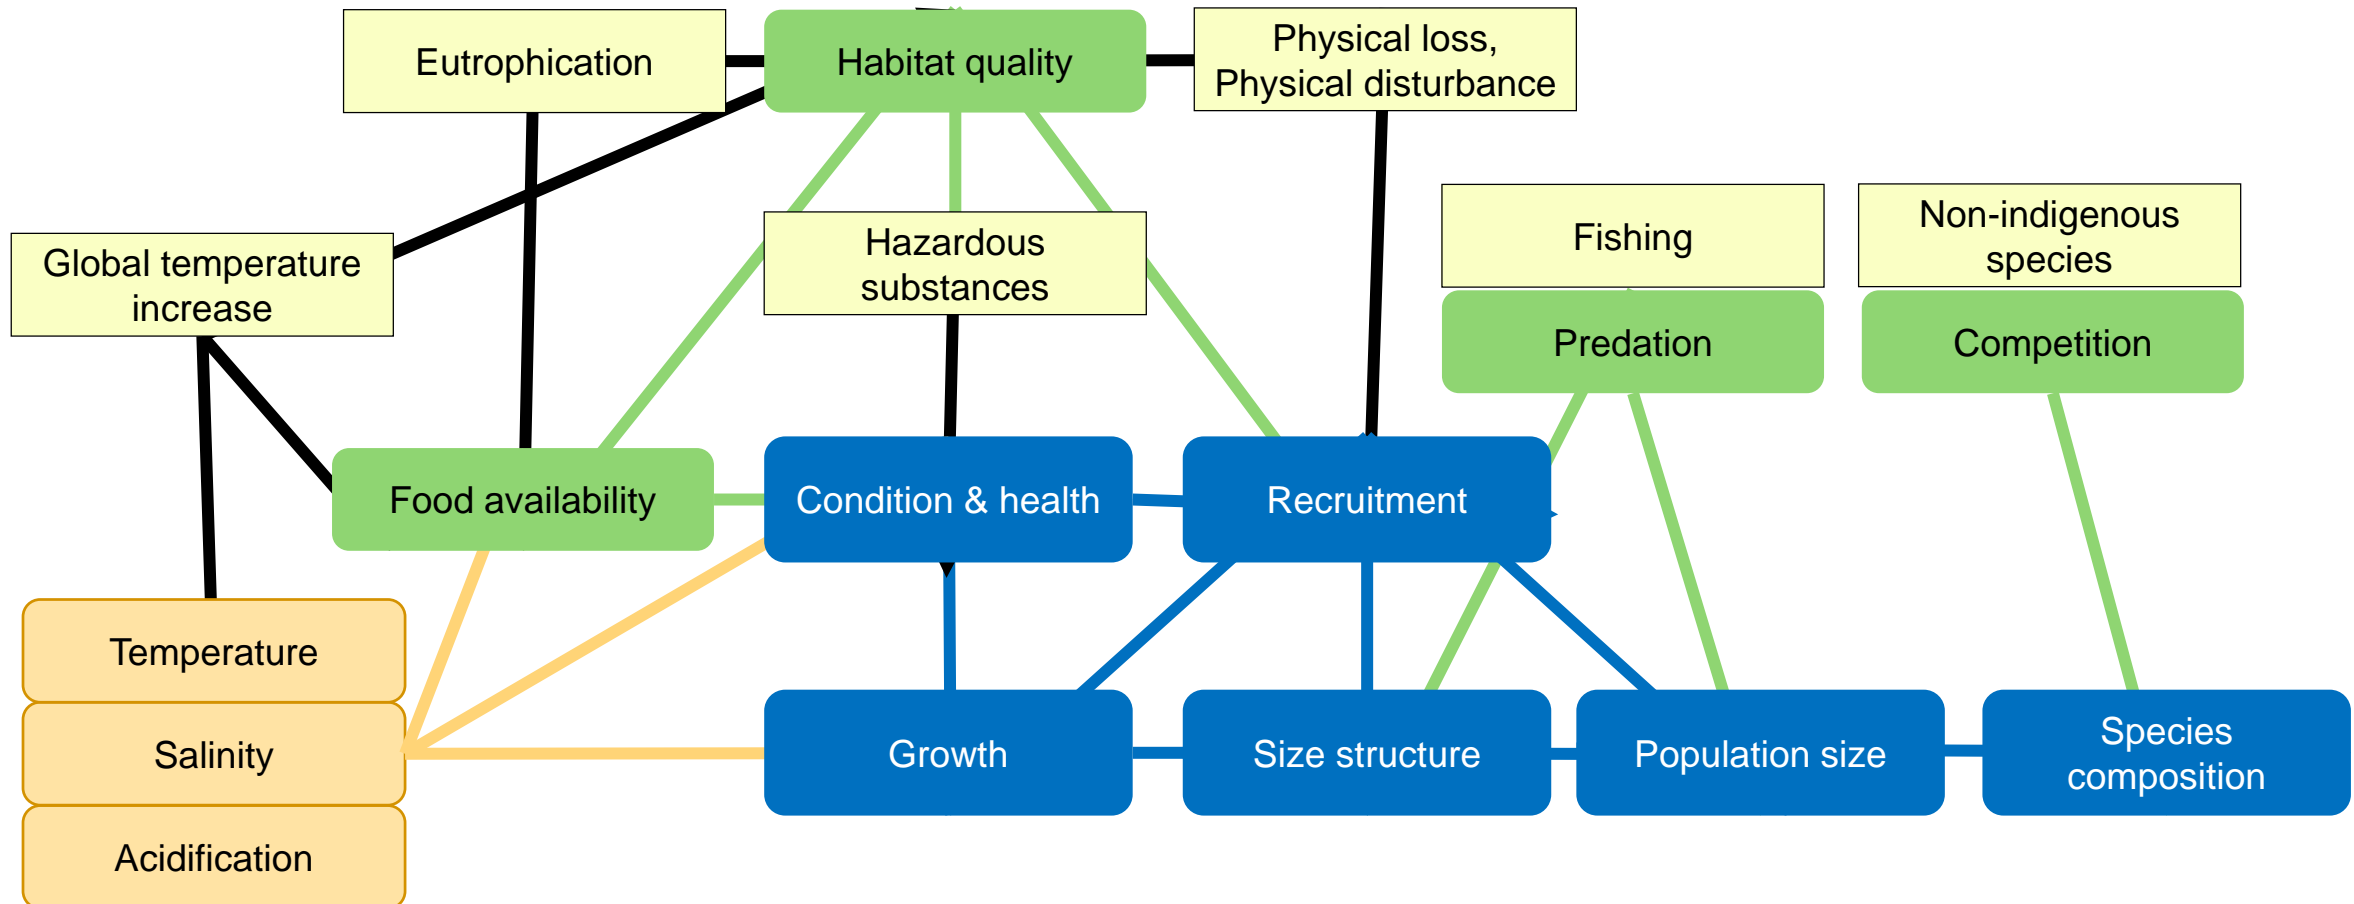 Eutrophication
Habitat quality
Physical loss,
Physical disturbance
Global temperature
increase
Hazardous
substances
Fishing
Non-indigenous
species
Predation
Competition
Food availability
Condition & health
Recruitment
Temperature
Salinity
Acidification
Growth
Size structure
Population size
Species
composition